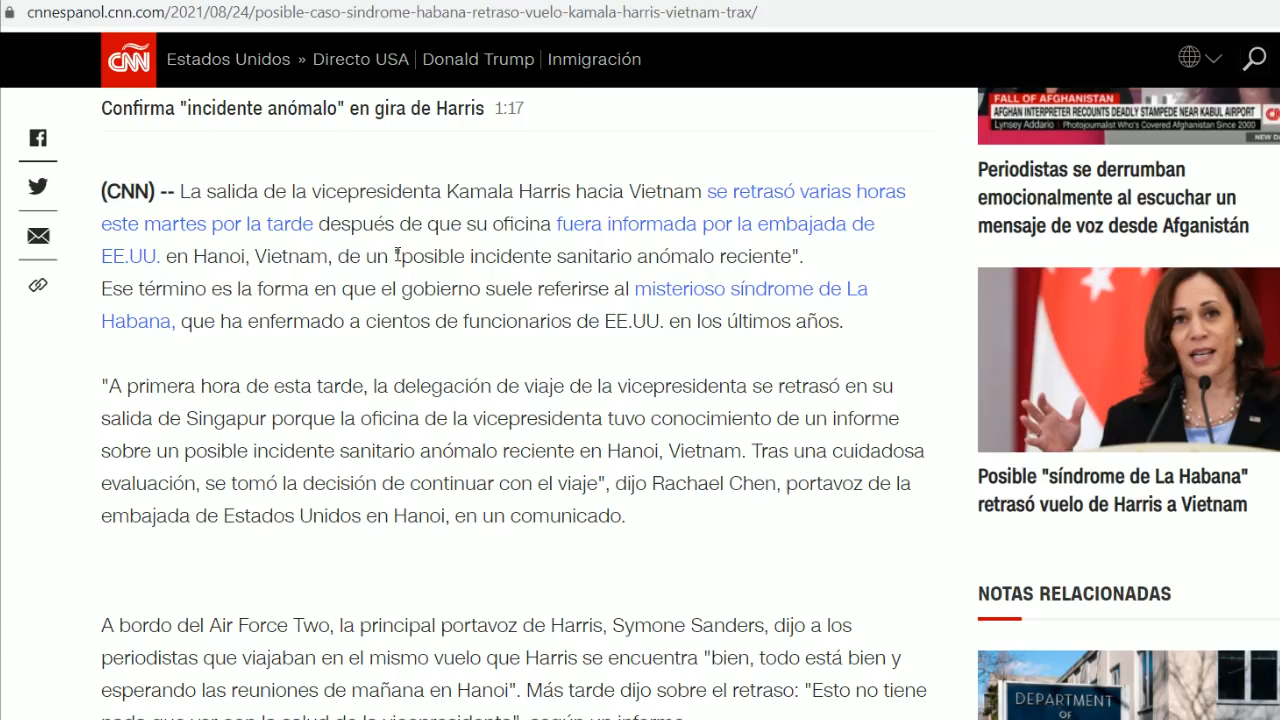 cnnespanol.cnn.com/2021/08/24/posible-caso-sindrome-habana-retraso-vuelo-kamala-harris-vietnam-trax/
CNN Estados Unidos » Directo USA | Donald Trump | Inmigración
Confirma "incidente anómalo" en gira de Harris 1:17
(CNN) -- La salida de la vicepresidenta Kamala Harris hacia Vietnam se retrasó varias horas
este martes por la tarde después de que su oficina fuera informada por la embajada de
EE.UU. en Hanoi, Vietnam, de un "posible incidente sanitario anómalo reciente".
Ese término es la forma en que el gobierno suele referirse al misterioso síndrome de La
Habana, que ha enfermado a cientos de funcionarios de EE.UU. en los últimos años.
"A primera hora de esta tarde, la delegación de viaje de la vicepresidenta se retrasó en su
salida de Singapur porque la oficina de la vicepresidenta tuvo conocimiento de un informe
sobre un posible incidente sanitario anómalo reciente en Hanoi, Vietnam. Tras una cuidadosa
evaluación, se tomó la decisión de continuar con el viaje", dijo Rachael Chen, portavoz de la
embajada de Estados Unidos en Hanoi, en un comunicado.
A bordo del Air Force Two, la principal portavoz de Harris, Symone Sanders, dijo a los
periodistas que viajaban en el mismo vuelo que Harris se encuentra "bien, todo está bien y
esperando las reuniones de mañana en Hanoi". Más tarde dijo sobre el retraso: "Esto no tiene
nada que ver con la salud de la vicepresidenta", según un informe
FALL OF AFGHANISTAN
AFGHAN INTERPRETER RECOUNTS DEADLY STAMPEDE NEAR KABUL AIRPORT
Lynsey Addario | Photojournalist Who's Covered Afghanistan Since 2000
NEW DA
Periodistas se derrumban
emocionalmente al escuchar un
mensaje de voz desde Afganistán
Posible "síndrome de La Habana"
retrasó vuelo de Harris a Vietnam
NOTAS RELACIONADAS
DEPARTMENT
OF